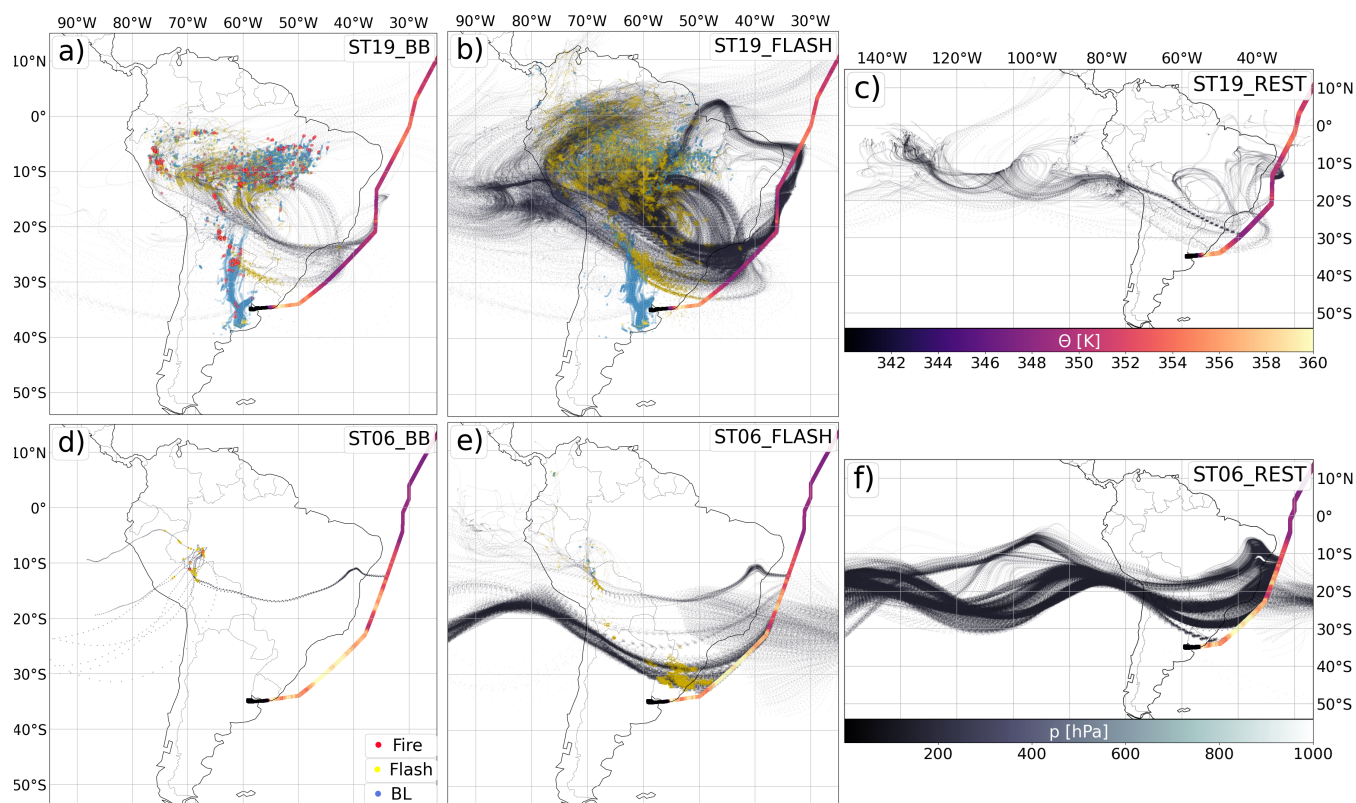 90°W 80°W 70°W 60°W 50°W 40°W 30°W
90°W 80°W 70°W 60°W 50°W 40°W 30°W
a) ST19_BB
b) ST19_FLASH
140°W 120°W 100°W 80°W 60°W 40°W
c) ST19_REST
10°N
0°
10°S
20°S
30°S
40°S
50°S
10°N
0°
10°S
20°S
30°S
40°S
50°S
Θ [K]
342 344 346 348 350 352 354 356 358 360
d) ST06_BB
e) ST06_FLASH
f) ST06_REST
10°N
0°
10°S
20°S
30°S
40°S
50°S
10°N
0°
10°S
20°S
30°S
40°S
50°S
Fire
Flash
BL
p [hPa]
200 400 600 800 1000